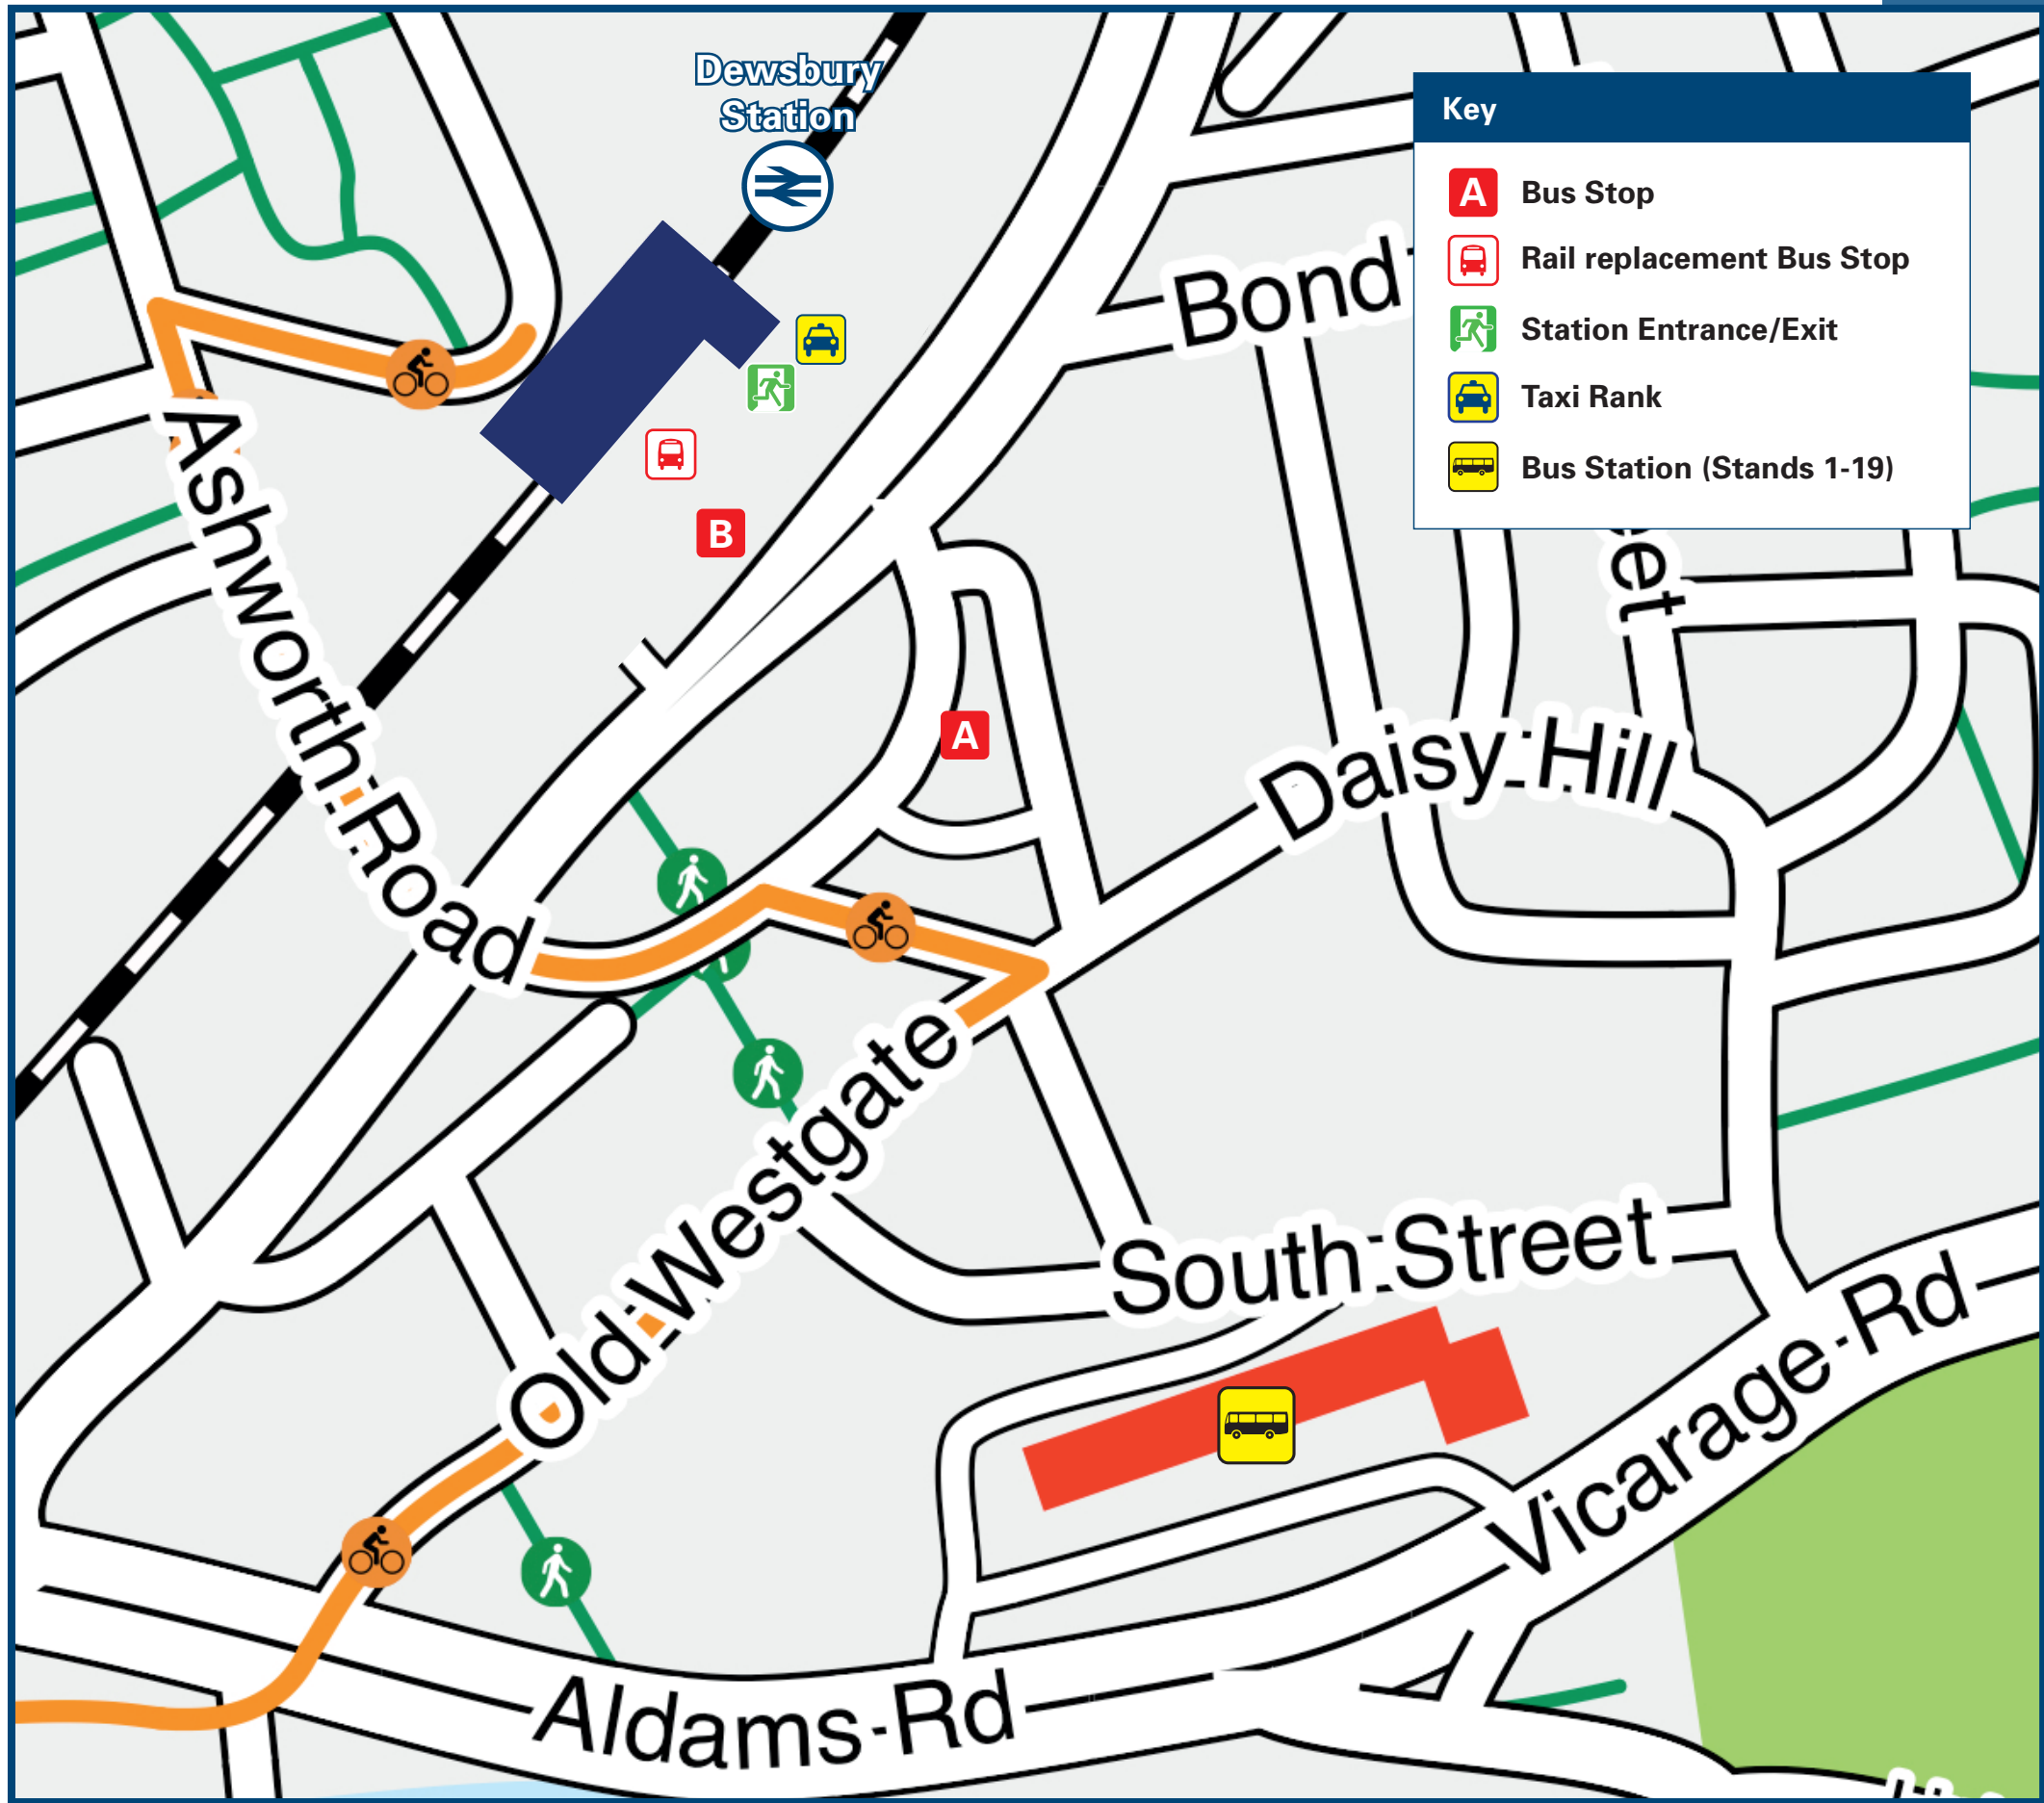 Dewsbury
Station
Key
A Bus Stop
Rail replacement Bus Stop
Station Entrance/Exit
Taxi Rank
Bus Station (Stands 1-19)
Bond
eet
Ashworth Road
B
A
Daisy Hill
Old Westgate
South Street
Vicarage Rd
Aldams Rd